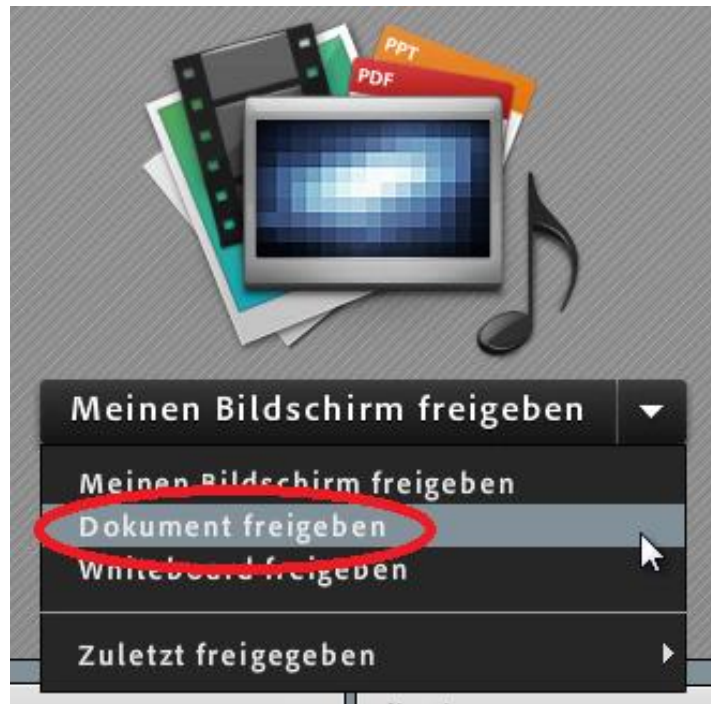 PPT
PDF
Meinen Bildschirm freigeben
Meinen Bildschirm freigeben
Dokument freigeben
Whiteboard freigeben
Zuletzt freigegeben